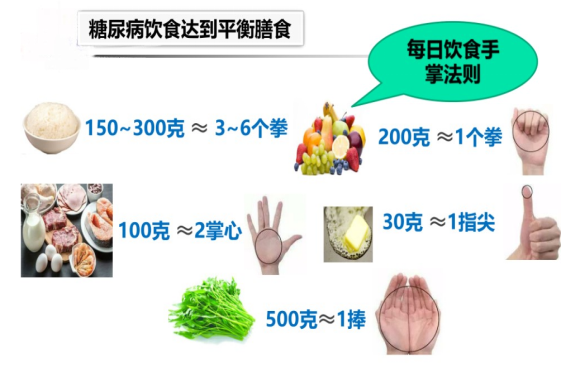 糖尿病饮食达到平衡膳食
每日饮食手
掌法则
150~300克 ≈ 3~6个拳
200克 ≈1个拳
100克 ≈2掌心
30克 ≈1指尖
500克≈1捧